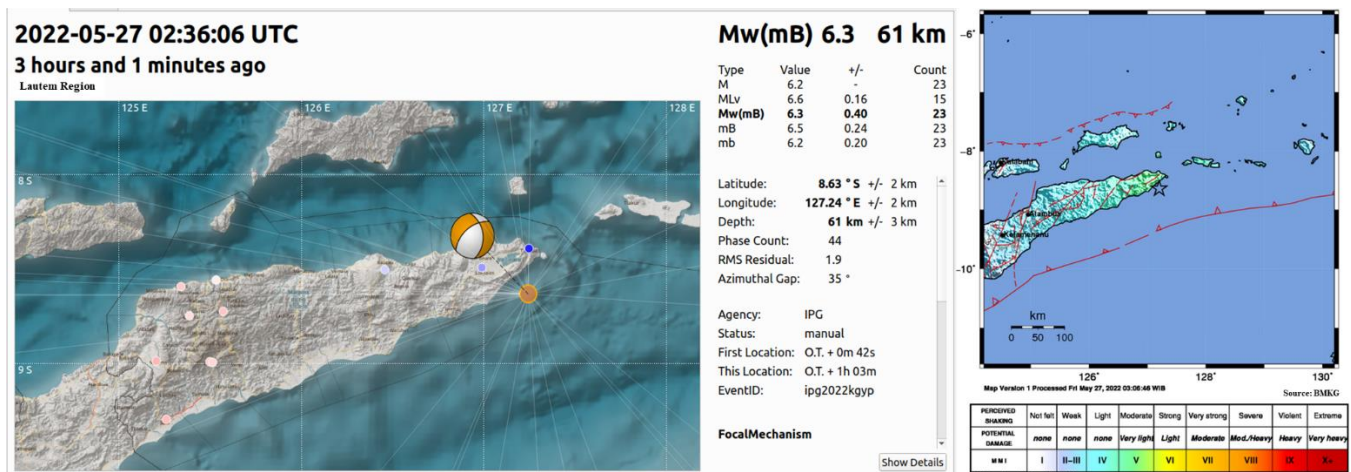 2022-05-27 02:36:06 UTC
3 hours and 1 minutes ago
Lautem Region
125 E 126 E 127 E 128 E
8 S
9 S
Mw(mB) 6.3 61 km
Type Value +/- Count
M 6.2 - 23
MLv 6.6 0.16 15
Mw(mB) 6.3 0.40 23
mB 6.5 0.24 23
mb 6.2 0.20 23
Latitude: 8.63 ° S +/- 2 km
Longitude: 127.24 ° E +/- 2 km
Depth: 61 km +/- 3 km
Phase Count: 44
RMS Residual: 1.9
Azimuthal Gap: 35 °
Agency: IPG
Status: manual
First Location: O.T. + 0m 42s
This Location: O.T. + 1h 03m
EventID: ipg2022kgyp
FocalMechanism
Show Details
-6˚
-8˚
-10˚
km
0 50 100
126˚ 128˚ 130˚
Map Version 1 Processed Fri May 27, 2022 03:06:46 WIB
Source: BMKG
PERCEIVED SHAKING Not felt Weak Light Moderate Strong Very strong Severe Violent Extreme
POTENTIAL DAMAGE none none none Very light Light Moderate Mod./Heavy Heavy Very heavy
MMI I II-III IV V VI VII VIII IX X+